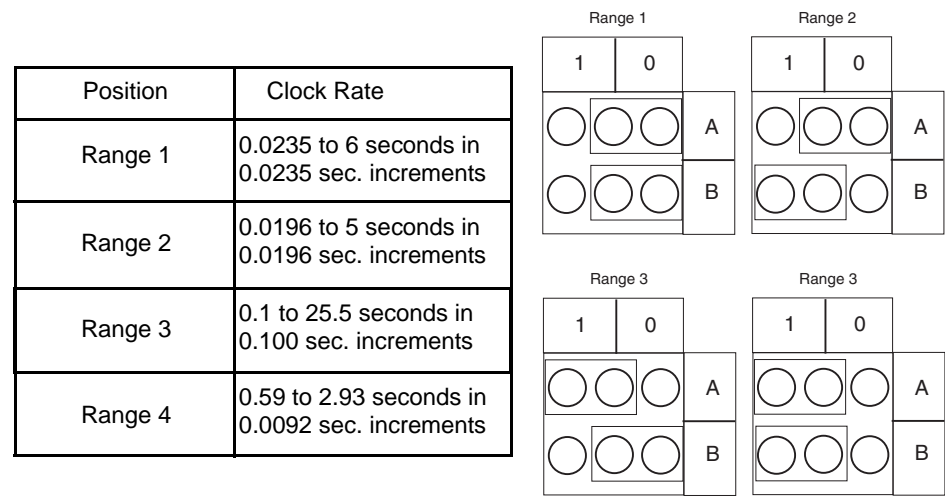 Position Clock Rate
Range 1 0.0235 to 6 seconds in
0.0235 sec. increments
Range 2 0.0196 to 5 seconds in
0.0196 sec. increments
Range 3 0.1 to 25.5 seconds in
0.100 sec. increments
Range 4 0.59 to 2.93 seconds in
0.0092 sec. increments
Range 1
1 0
A
B
Range 2
1 0
A
B
Range 3
1 0
A
B
Range 3
1 0
A
B